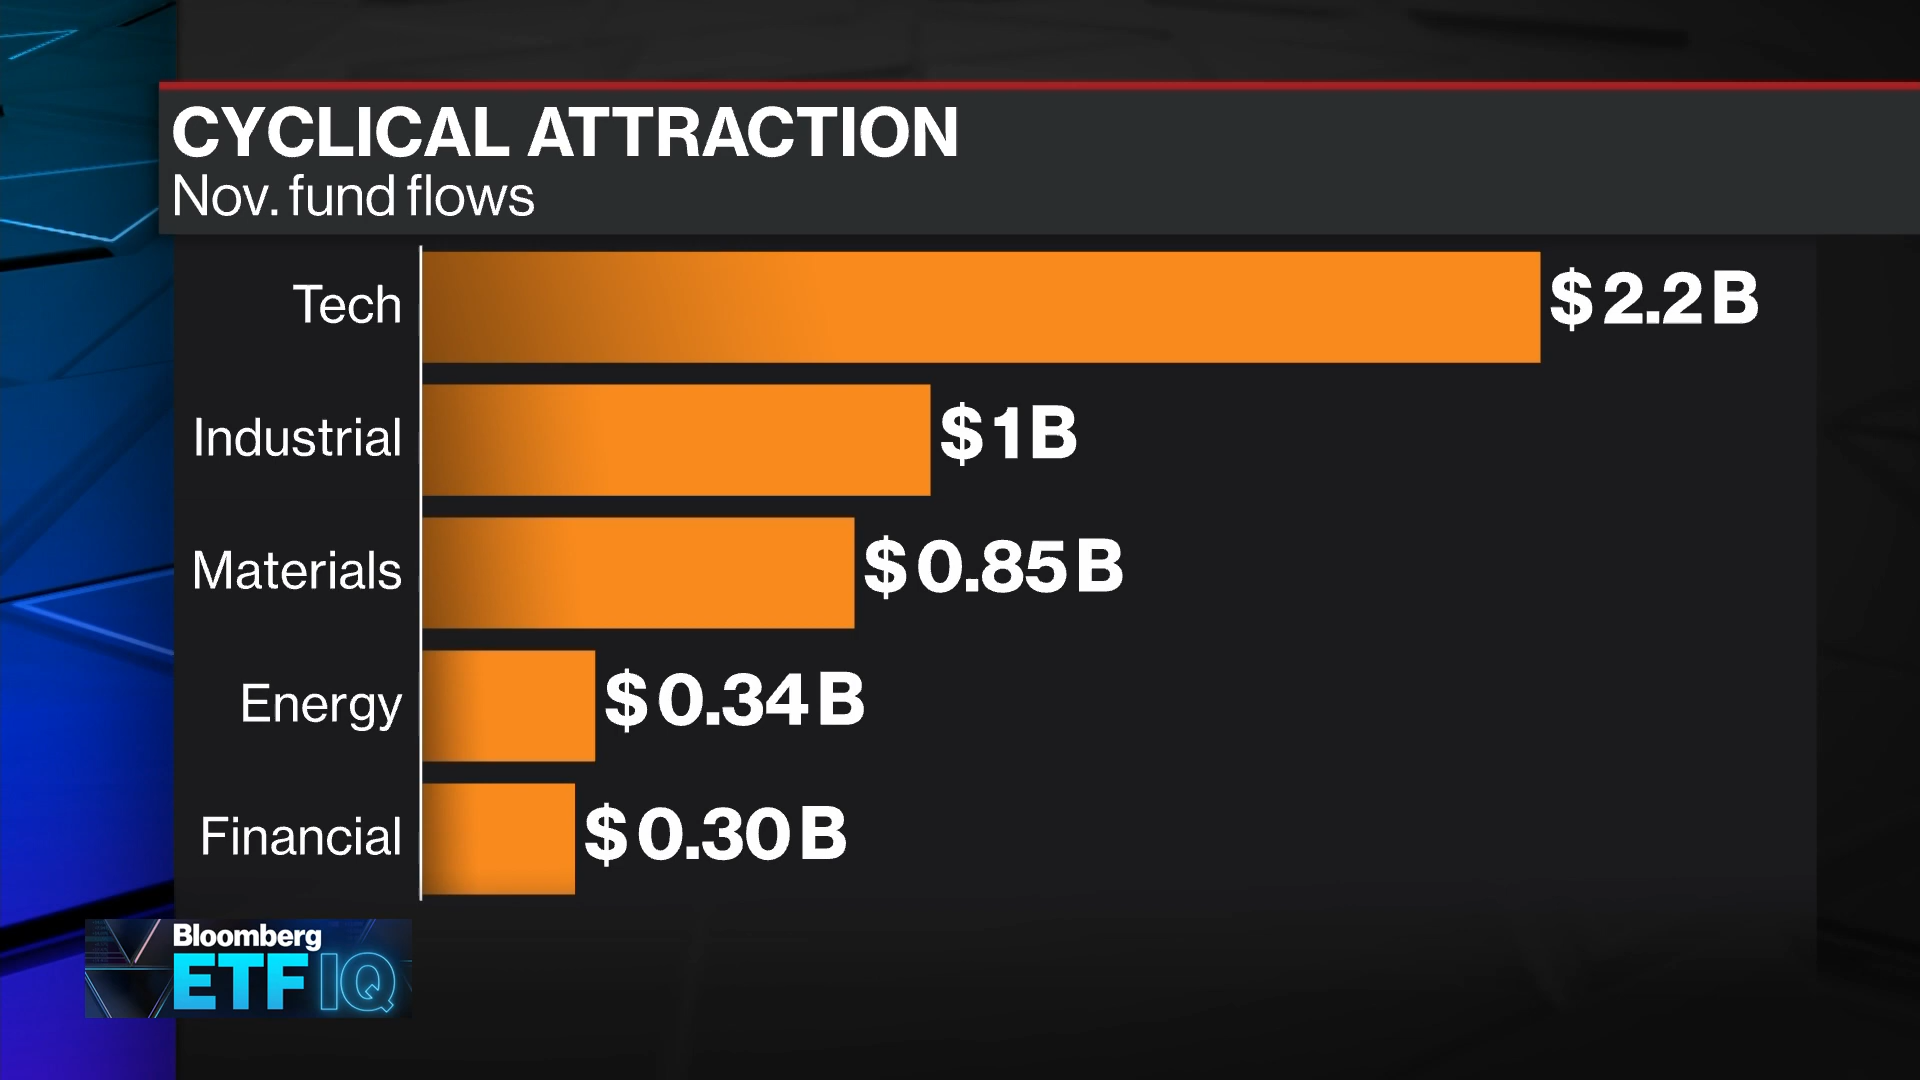 CYCLICAL ATTRACTION
Nov. fund flows
Tech $2.2B
Industrial $1B
Materials $0.85B
Energy $0.34B
Financial $0.30B
Bloomberg
ETF IQ